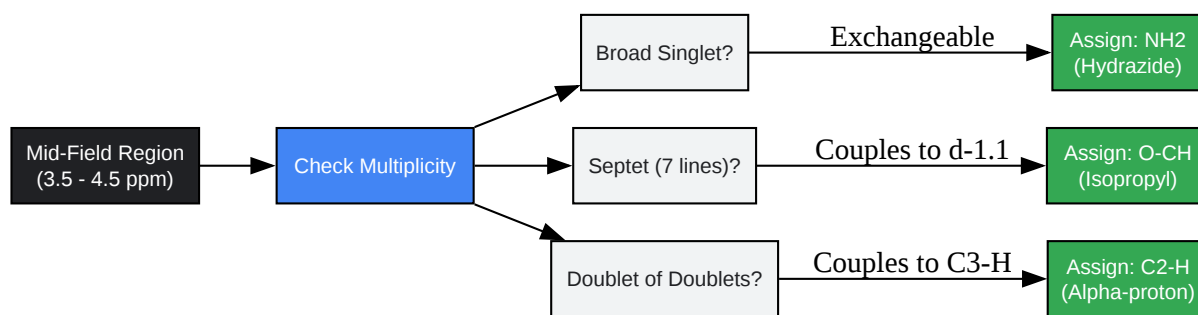 Mid-Field Region
(3.5 - 4.5 ppm)
Check Multiplicity
Broad Singlet?
Exchangeable
Assign: NH2
(Hydrazide)
Septet (7 lines)?
Couples to d-1.1
Assign: O-CH
(Isopropyl)
Doublet of Doublets?
Couples to C3-H
Assign: C2-H
(Alpha-proton)